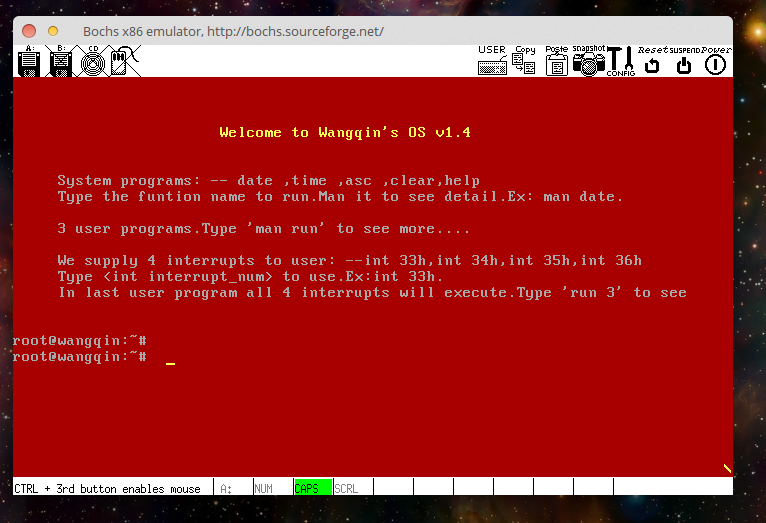 Bochs x86 emulator, http://bochs.sourceforge.net/
A: B: CD USER Copy Paste snapshot CONFIG Reset SUSPEND Power
Welcome to Wangqin's OS v1.4
System programs: -- date ,time ,asc ,clear,help
Type the funtion name to run.Man it to see detail.Ex: man date.
3 user programs.Type 'man run' to see more....
We supply 4 interrupts to user: --int 33h,int 34h,int 35h,int 36h
Type <int interrupt_num> to use.Ex:int 33h.
In last user program all 4 interrupts will execute.Type 'run 3' to see
root@wangqin:~#
root@wangqin:~# _
CTRL + 3rd button enables mouse A: NUM CAPS SCRL